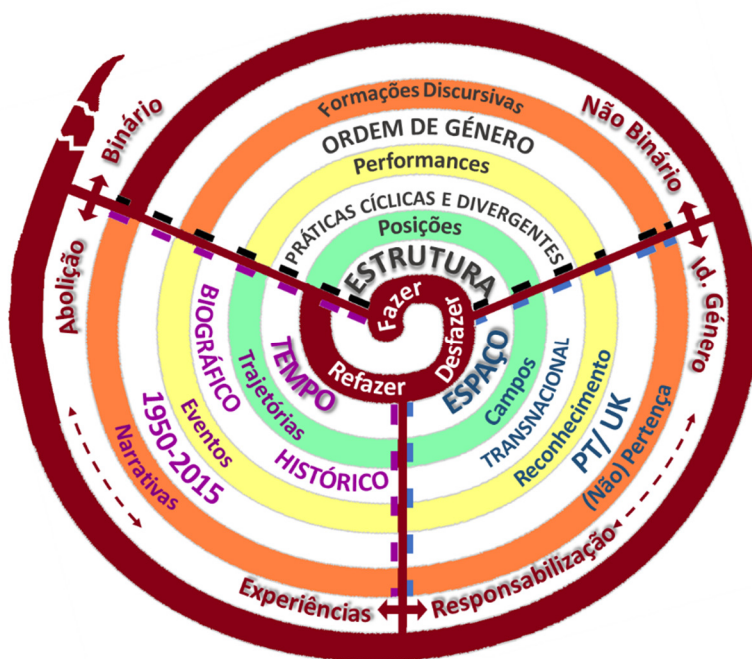 Binário
Não Binário
Formações Discursivas
ORDEM DE GÉNERO
Performances
PRÁTICAS CÍCLICAS E DIVERGENTES
Posições
ESTRUTURA
Fazer
Desfazer
Refazer
Abolição
Id. Género
TEMPO
BIOGRÁFICO
HISTÓRICO
Trajetórias
Eventos
1950-2015
Narrativas
Experiências
ESPAÇO
Campos
TRANSNACIONAL
Reconhecimento
PT/ UK
(Não) Pertença
Responsabilização